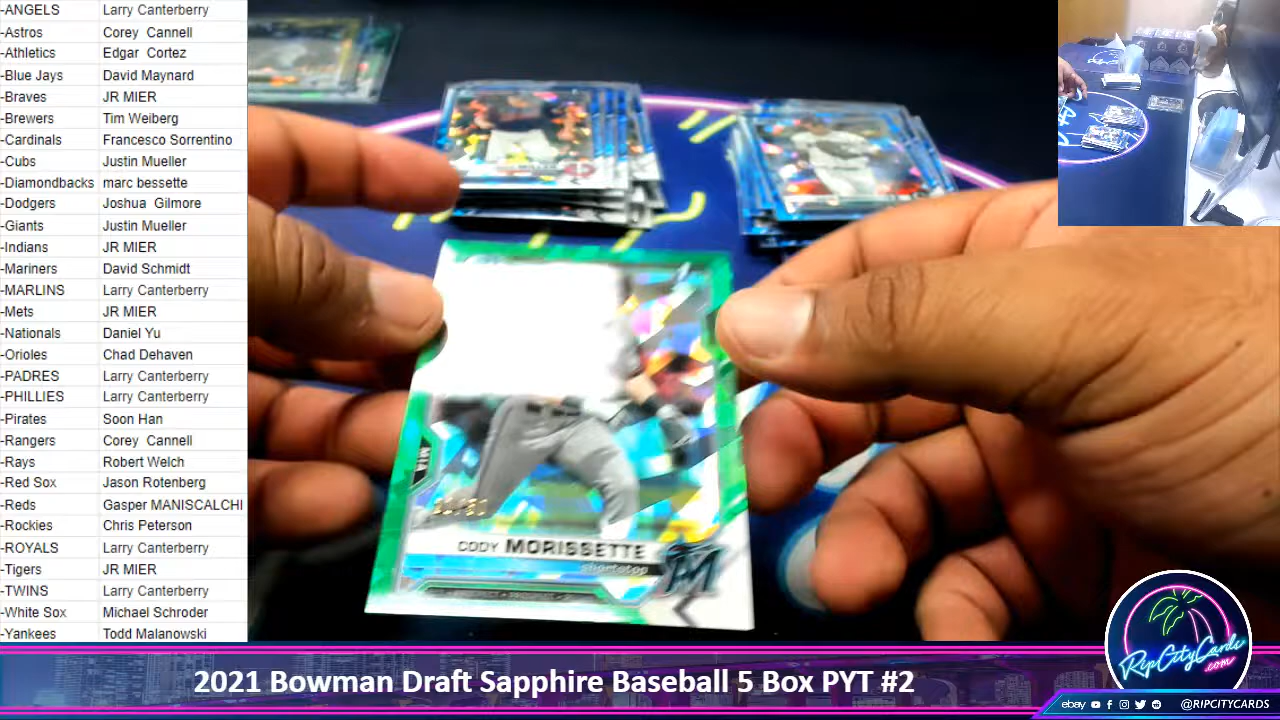 -ANGELS Larry Canterberry
-Astros Corey Cannell
-Athletics Edgar Cortez
-Blue Jays David Maynard
-Braves JR MIER
-Brewers Tim Weiberg
-Cardinals Francesco Sorrentino
-Cubs Justin Mueller
-Diamondbacks marc bessette
-Dodgers Joshua Gilmore
-Giants Justin Mueller
-Indians JR MIER
-Mariners David Schmidt
-MARLINS Larry Canterberry
-Mets JR MIER
-Nationals Daniel Yu
-Orioles Chad Dehaven
-PADRES Larry Canterberry
-PHILLIES Larry Canterberry
-Pirates Soon Han
-Rangers Corey Cannell
-Rays Robert Welch
-Red Sox Jason Rotenberg
-Reds Gasper MANISCALCHI
-Rockies Chris Peterson
-ROYALS Larry Canterberry
-Tigers JR MIER
-TWINS Larry Canterberry
-White Sox Michael Schroder
-Yankees Todd Malanowski
MIA
CODY MORISSETTE
shortstop
RipCityCards
.com
2021 Bowman Draft Sapphire Baseball 5 Box PYT #2
ebay @RIPCITYCARDS